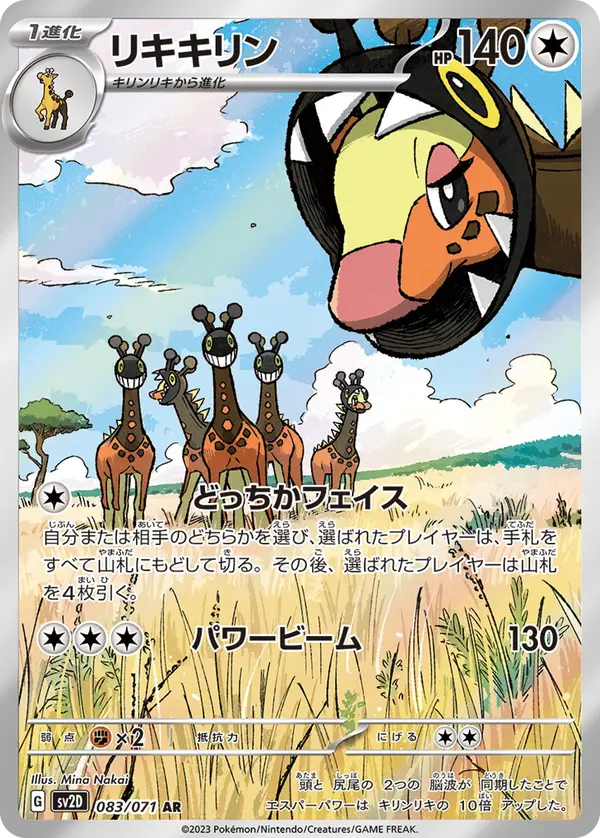 1進化
リキキリン
HP 140
キリンリキから進化
どっちかフェイス
自分または相手のどちらかを選び、選ばれたプレイヤーは、手札を
すべて山札にもどして切る。その後、選ばれたプレイヤーは山札
を4枚引く。
パワービーム 130
弱点 ×2 抵抗力 にげる
Illus. Mina Nakai
G sv2D 083/071 AR
頭と尻尾の2つの脳波が同期したことで
エスパーパワーはキリンリキの10倍アップした。
©2023 Pokémon/Nintendo/Creatures/GAME FREAK.